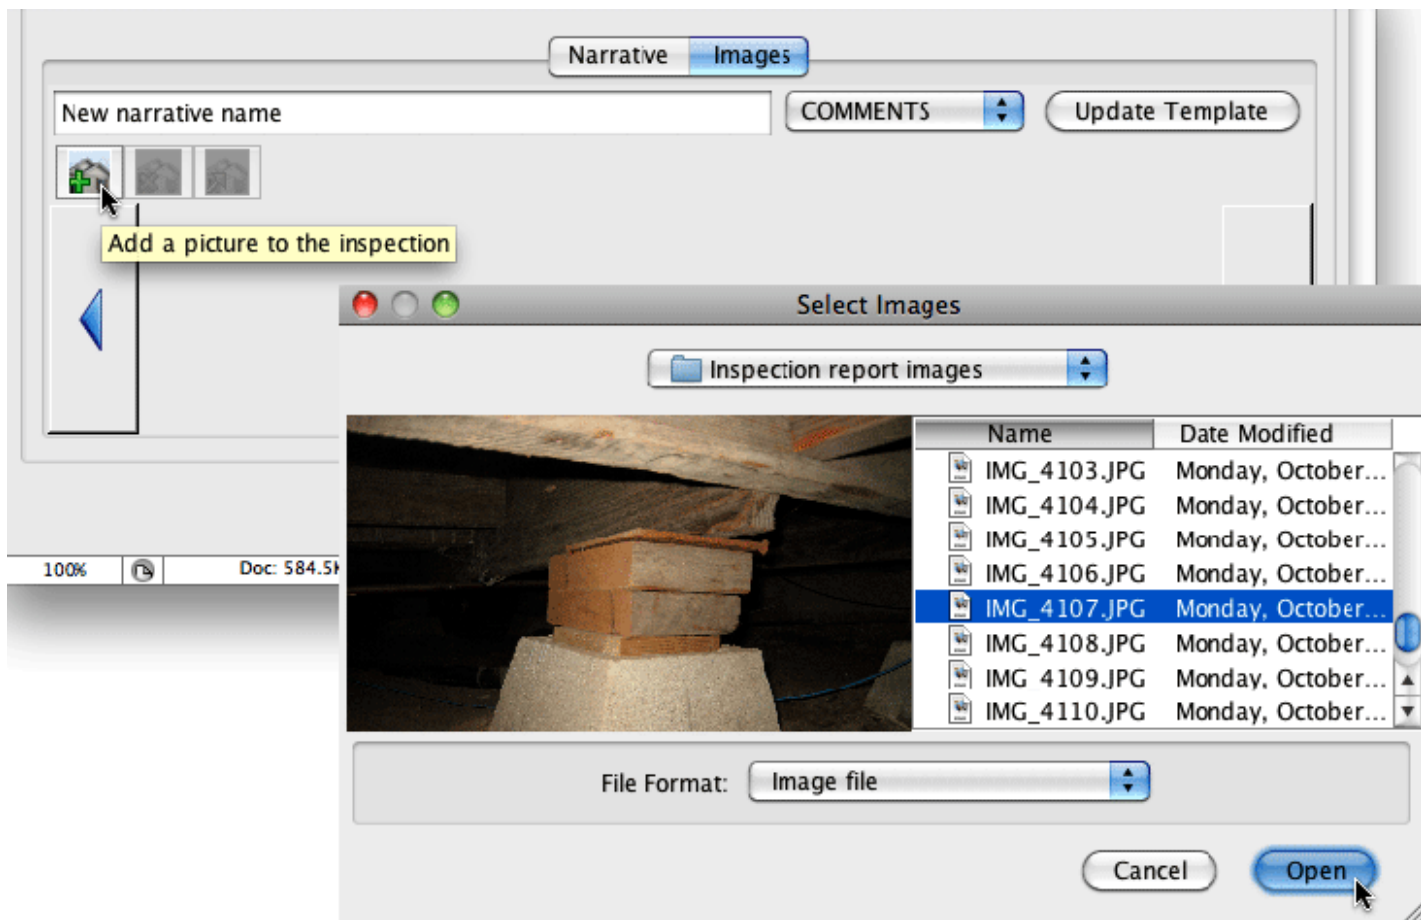 Narrative Images
New narrative name COMMENTS Update Template
Add a picture to the inspection
Select Images
Inspection report images
Name Date Modified
IMG_4103.JPG Monday, October...
IMG_4104.JPG Monday, October...
IMG_4105.JPG Monday, October...
IMG_4106.JPG Monday, October...
IMG_4107.JPG Monday, October...
IMG_4108.JPG Monday, October...
IMG_4109.JPG Monday, October...
IMG_4110.JPG Monday, October...
100% Doc: 584.5
File Format: Image file
Cancel Open